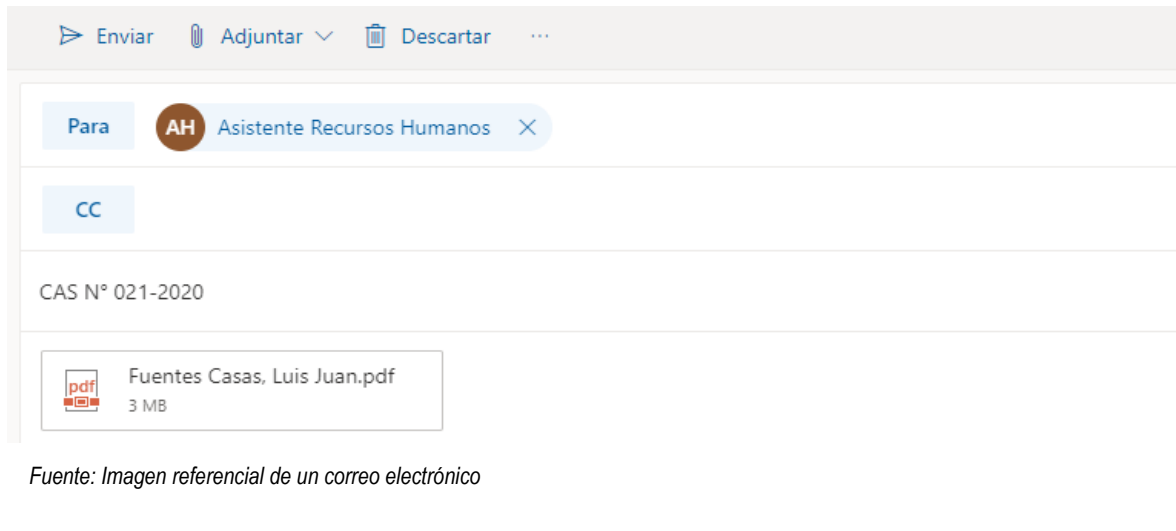 Enviar Adjuntar Descartar ...
Para AH Asistente Recursos Humanos
CC
CAS N° 021-2020
pdf Fuentes Casas, Luis Juan.pdf
3 MB
Fuente: Imagen referencial de un correo electrónico